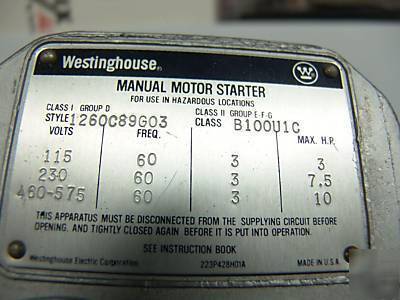 Westinghouse
W
MANUAL MOTOR STARTER
FOR USE IN HAZARDOUS LOCATIONS
CLASS I GROUP D CLASS II GROUP E-F-G
STYLE 1260C89G03 CLASS B100U1C
VOLTS FREQ. MAX. H.P.
115 60 3 3
230 60 3 7.5
460-575 60 3 10
THIS APPARATUS MUST BE DISCONNECTED FROM THE SUPPLYING CIRCUIT BEFORE
OPENING, AND TIGHTLY CLOSED AGAIN BEFORE IT IS PUT INTO OPERATION.
SEE INSTRUCTION BOOK
Westinghouse Electric Corporation 223P428H01A MADE IN U.S.A.